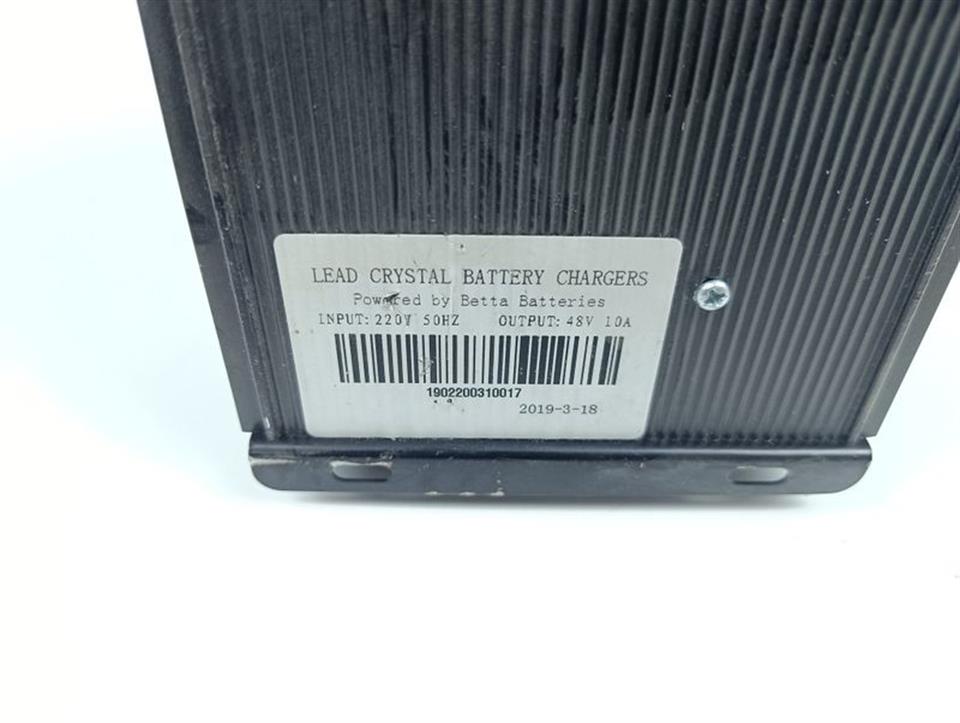 LEAD CRYSTAL BATTERY CHARGERS
Powered by Betta Batteries
INPUT: 220V 50HZ OUTPUT: 48V 10A
1902200310017
2019-3-18